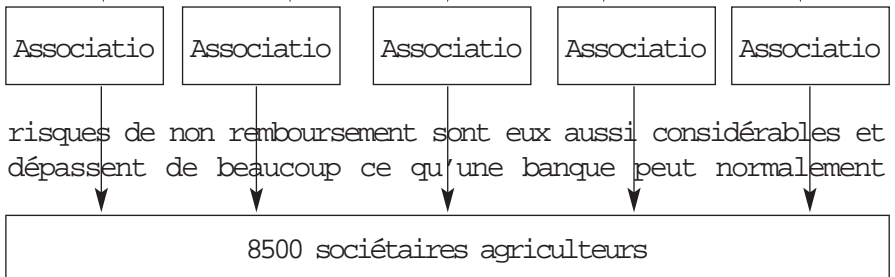 Associatio Associatio Associatio Associatio Associatio
risques de non remboursement sont eux aussi considérables et
dépassent de beaucoup ce qu'une banque peut normalement
8500 sociétaires agriculteurs